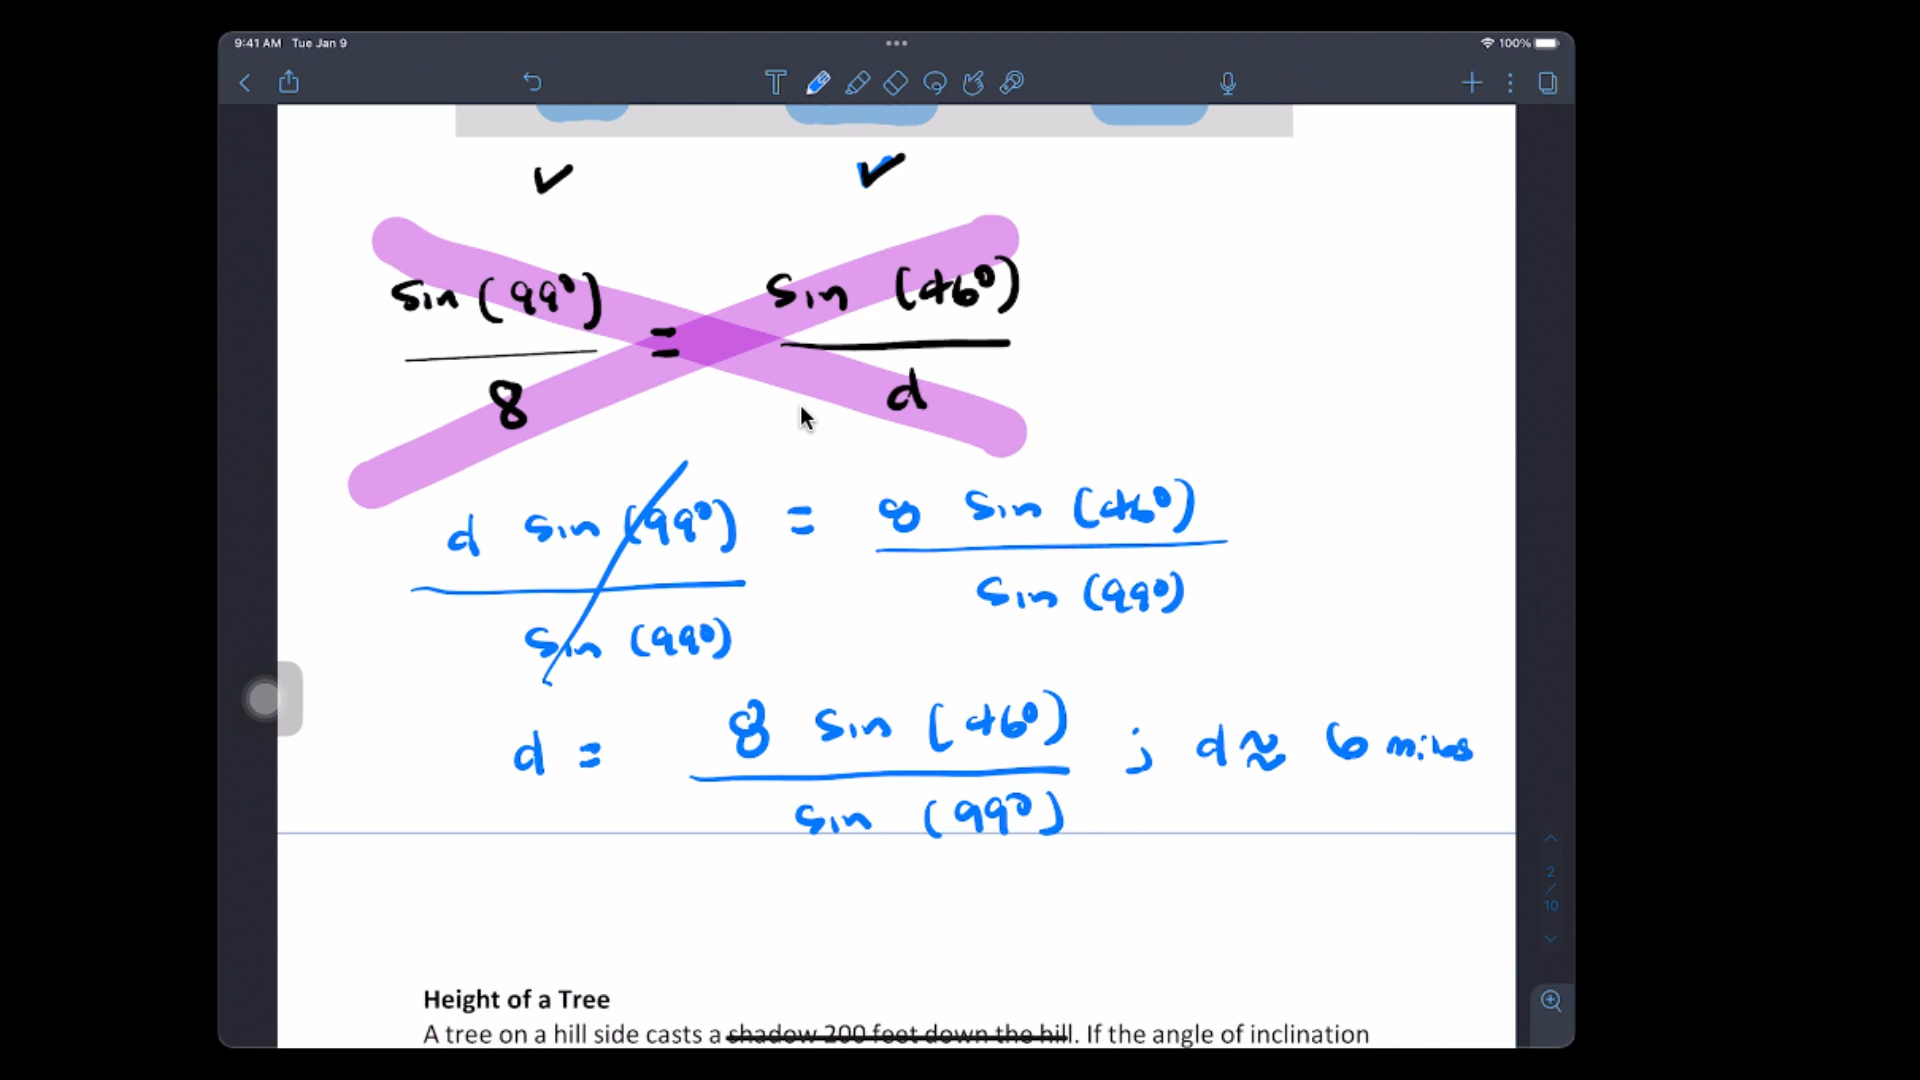 9:41 AM Tue Jan 9
100%
T
✓ ✓
sin (99°) / 8 = sin (46°) / d
d sin (99°) / sin (99°) = 8 sin (46°) / sin (99°)
d = 8 sin (46°) / sin (99°) ; d ≈ 6 miles
2
/
10
Height of a Tree
A tree on a hill side casts a shadow 200 feet down the hill. If the angle of inclination